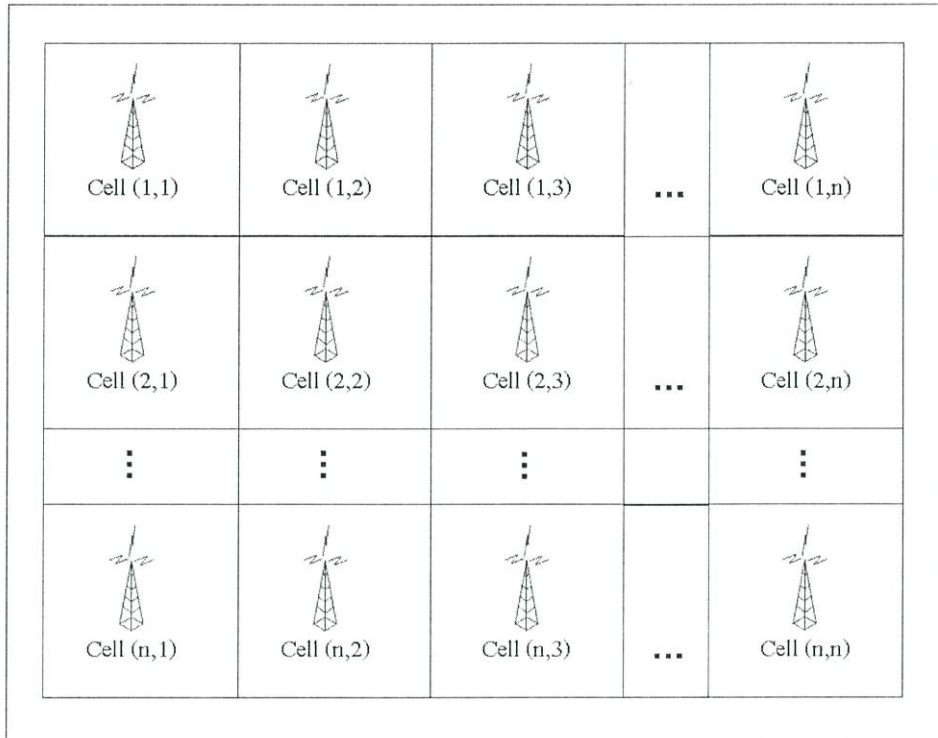 Cell (1,1) Cell (1,2) Cell (1,3) ... Cell (1,n)
Cell (2,1) Cell (2,2) Cell (2,3) ... Cell (2,n)
⋮ ⋮ ⋮ ⋮
Cell (n,1) Cell (n,2) Cell (n,3) ... Cell (n,n)